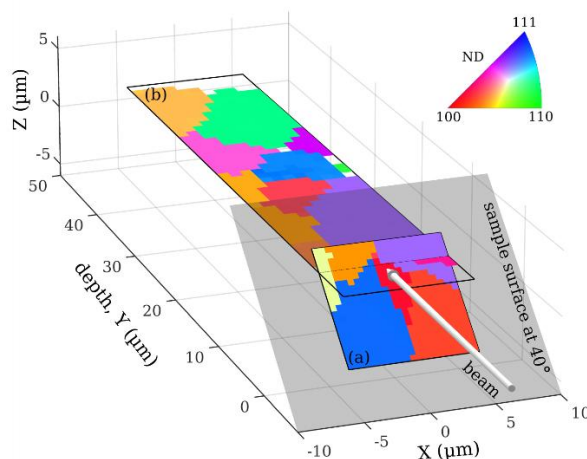 111
ND
100
110
5
0
-5
Z (μm)
50
40
30
20
10
0
depth, Y (μm)
(b)
(a)
sample surface at 40°
beam
-10
-5
0
5
10
X (μm)